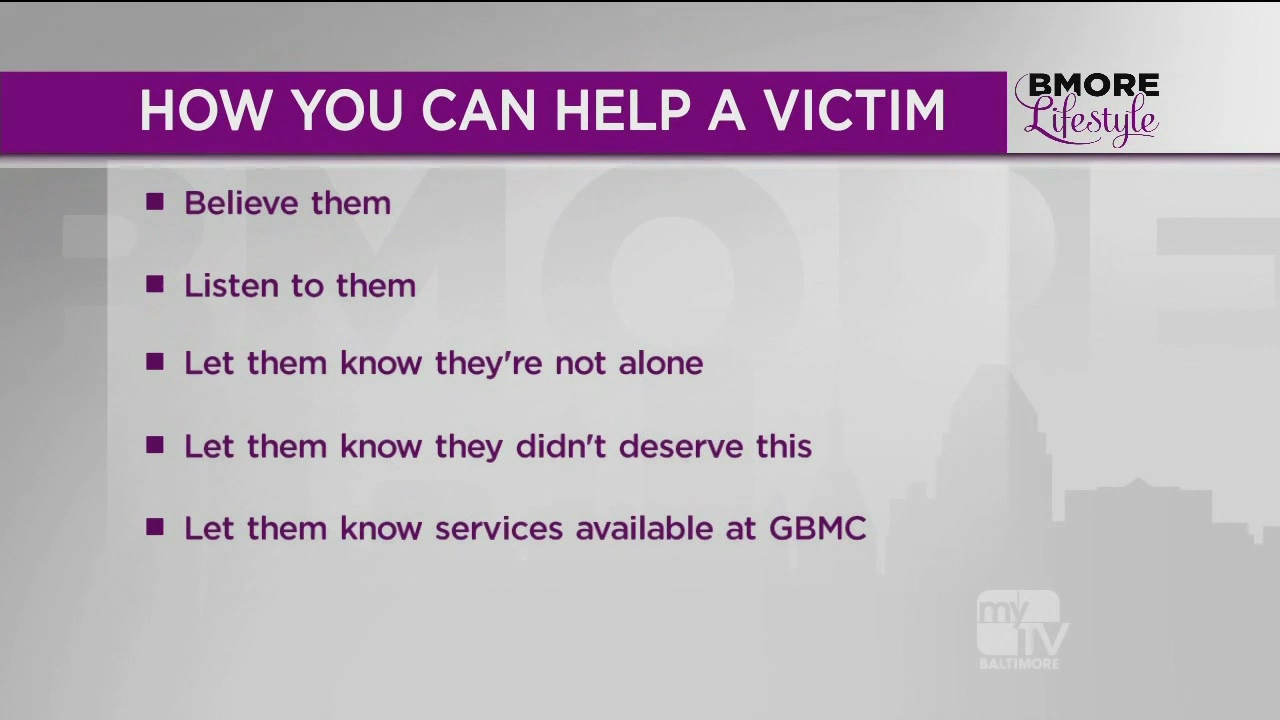 HOW YOU CAN HELP A VICTIM
BMORE
Lifestyle
Believe them
Listen to them
Let them know they're not alone
Let them know they didn't deserve this
Let them know services available at GBMC
my
TV
BALTIMORE
BMORE